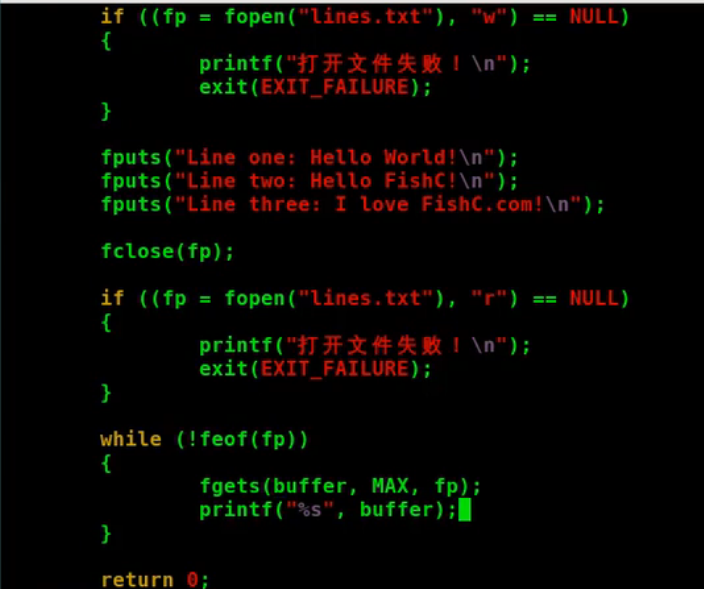 if ((fp = fopen("lines.txt"), "w") == NULL)
{
printf("打开文件失败！\n");
exit(EXIT_FAILURE);
}
fputs("Line one: Hello World!\n");
fputs("Line two: Hello FishC!\n");
fputs("Line three: I love FishC.com!\n");
fclose(fp);
if ((fp = fopen("lines.txt"), "r") == NULL)
{
printf("打开文件失败！\n");
exit(EXIT_FAILURE);
}
while (!feof(fp))
{
fgets(buffer, MAX, fp);
printf("%s", buffer);
}
return 0;